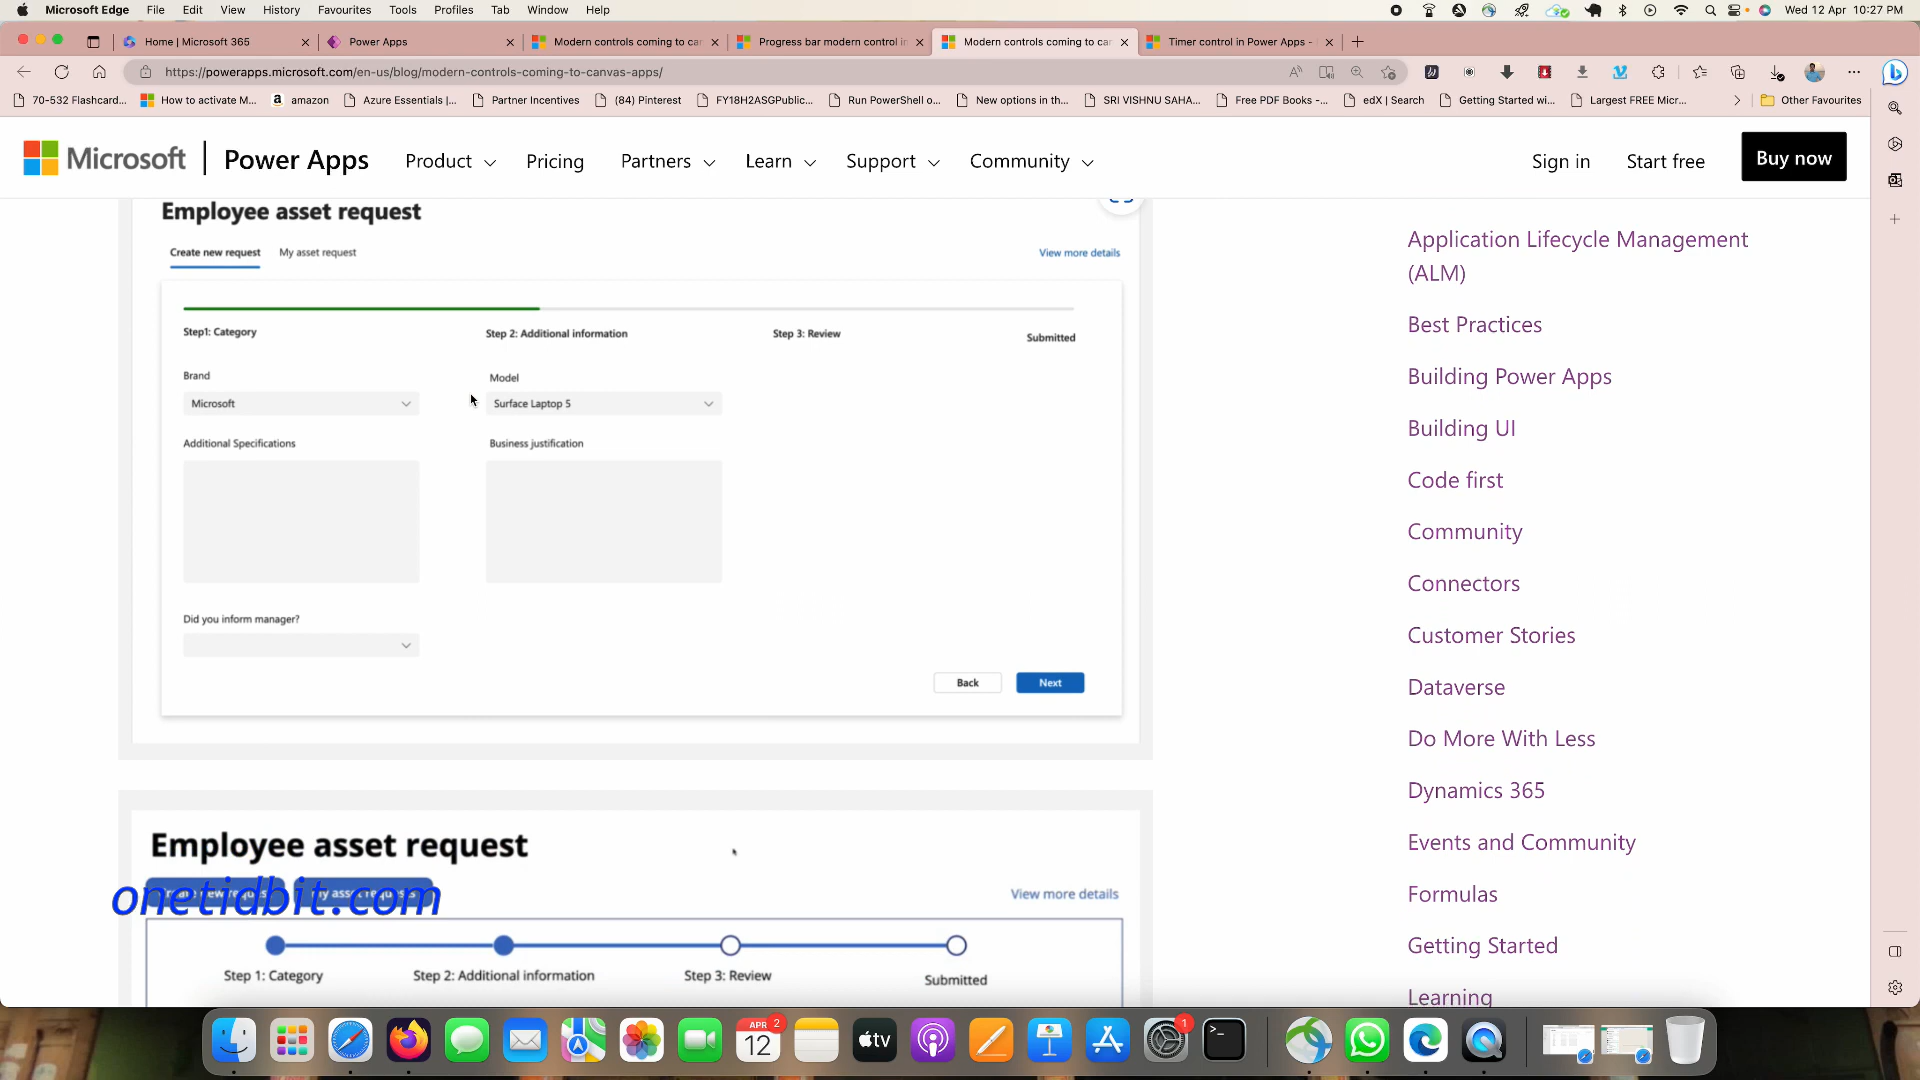 Microsoft Edge File Edit View History Favourites Tools Profiles Tab Window Help Wed 12 Apr 10:27 PM
Home | Microsoft 365 Power Apps Modern controls coming to car Progress bar modern control in Modern controls coming to car Timer control in Power Apps -
https://powerapps.microsoft.com/en-us/blog/modern-controls-coming-to-canvas-apps/
70-532 Flashcard... How to activate M... amazon Azure Essentials |... Partner Incentives (84) Pinterest FY18H2ASGPublic... Run PowerShell o... New options in th... SRI VISHNU SAHA... Free PDF Books -... edX | Search Getting Started wi... Largest FREE Micr... Other Favourites
Microsoft Power Apps Product Pricing Partners Learn Support Community Sign in Start free Buy now
Employee asset request
Create new request My asset request View more details
Step1: Category Step 2: Additional information Step 3: Review Submitted
Brand Model
Microsoft Surface Laptop 5
Additional Specifications Business justification
Did you inform manager?
Back Next
Employee asset request
onetidbit.com
View more details
Step 1: Category Step 2: Additional information Step 3: Review Submitted
Application Lifecycle Management
(ALM)
Best Practices
Building Power Apps
Building UI
Code first
Community
Connectors
Customer Stories
Dataverse
Do More With Less
Dynamics 365
Events and Community
Formulas
Getting Started
Learning
APR 2
12
tv
1